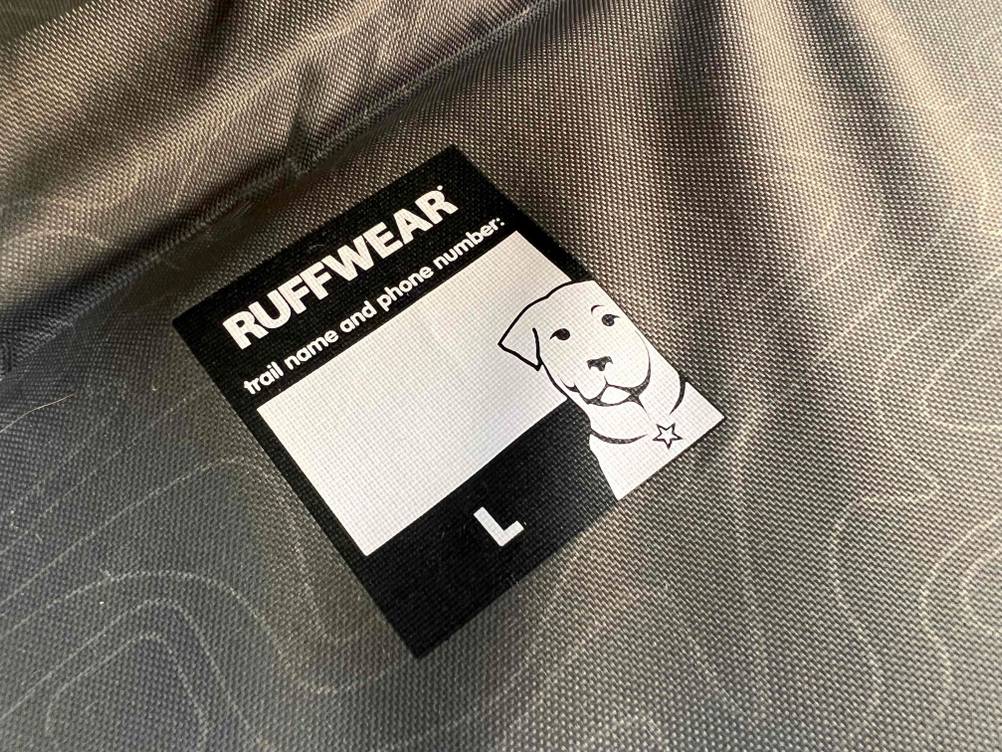 RUFFWEAR
trail name and phone number:
L